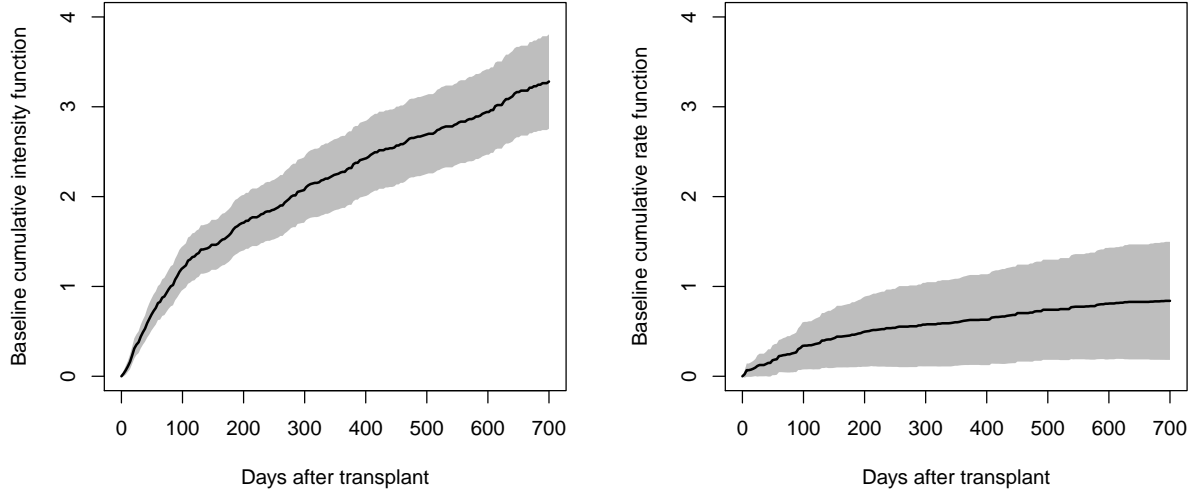 Baseline cumulative intensity function
4
3
2
1
0
0 100 200 300 400 500 600 700
Days after transplant
Baseline cumulative rate function
4
3
2
1
0
0 100 200 300 400 500 600 700
Days after transplant